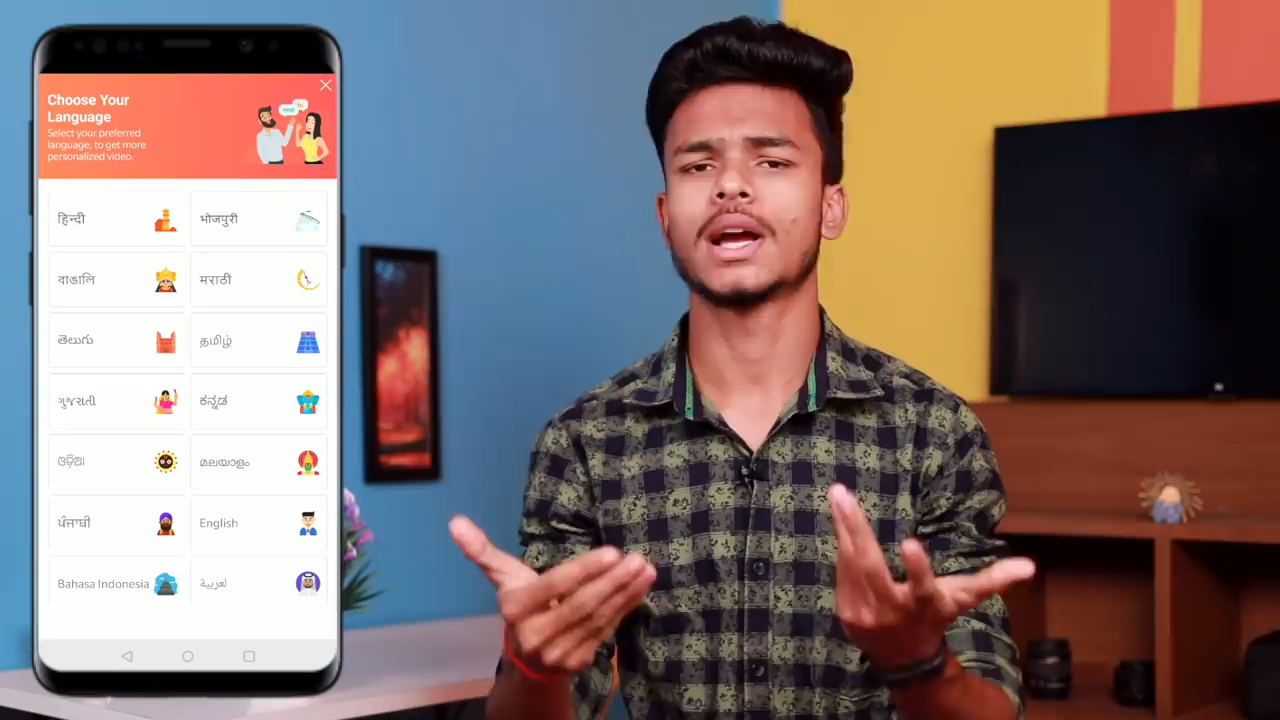 Choose Your
Language
Select your preferred
language, to get more
personalized video.
हिन्दी
भोजपुरी
বাঙালি
मराठी
తెలుగు
தமிழ்
ગુજરાતી
ಕನ್ನಡ
ଓଡ଼ିଆ
മലയാളം
ਪੰਜਾਬੀ
English
Bahasa Indonesia
لعربية